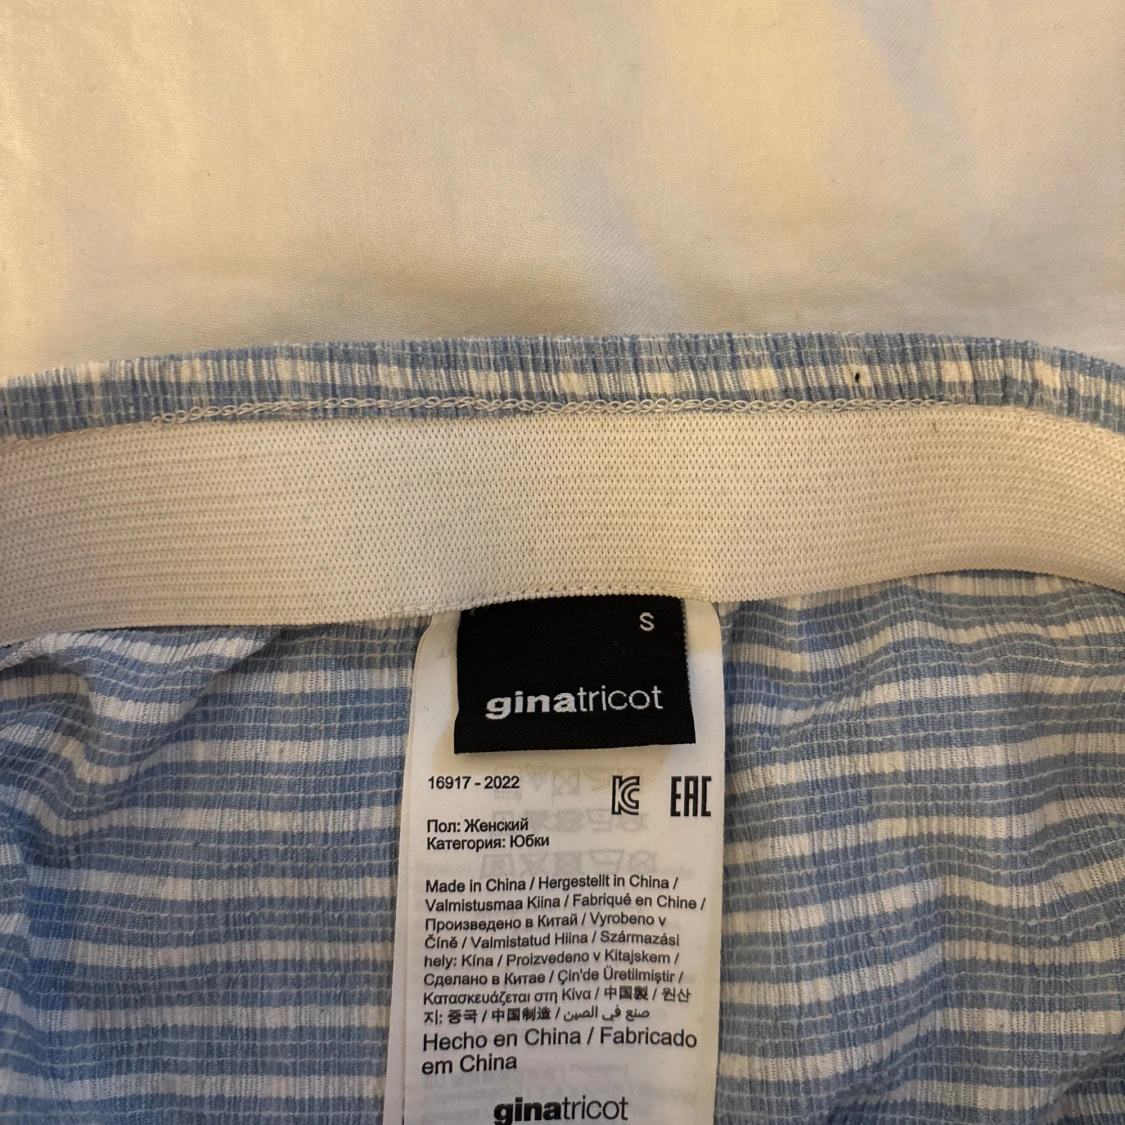 S
ginatricot
16917 - 2022
EAC
Пол: Женский
Категория: Юбки
Made in China / Hergestellt in China /
Valmistusmaa Kiina / Fabriqué en Chine /
Произведено в Китай / Vyrobeno v
Číně / Valmistatud Hiina / Származási
hely: Kína / Proizvedeno v Kitajskem /
Сделано в Китае / Çin'de Üretilmiştir /
Κατασκευάζεται στη Κίνα / 中国製 / 원산
지: 중국 / 中国制造 / صنع في الصين
Hecho en China / Fabricado
em China
ginatricot